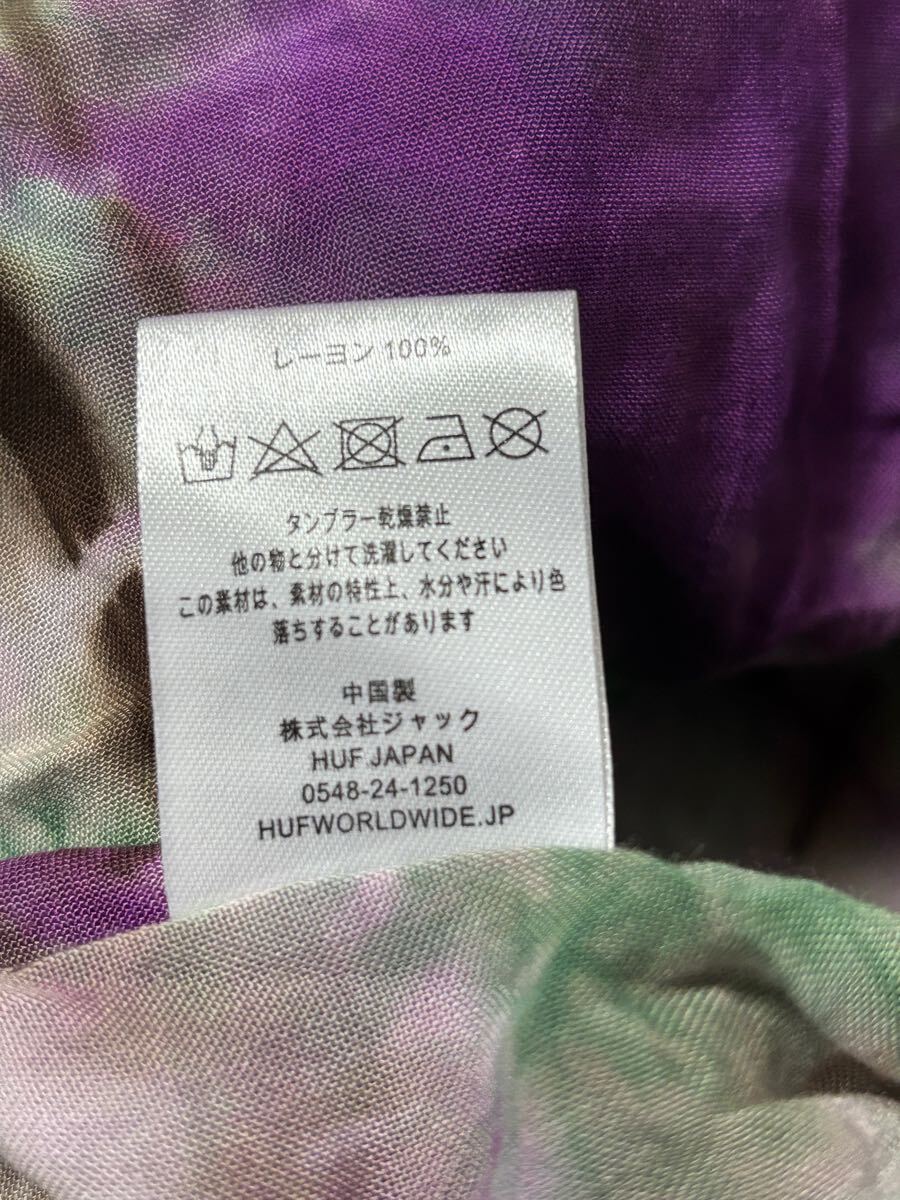 レーヨン 100%
タンブラー乾燥禁止
他の物と分けて洗濯してください
この素材は、素材の特性上、水分や汗により色
落ちすることがあります
中国製
株式会社ジャック
HUF JAPAN
0548-24-1250
HUFWORLDWIDE.JP